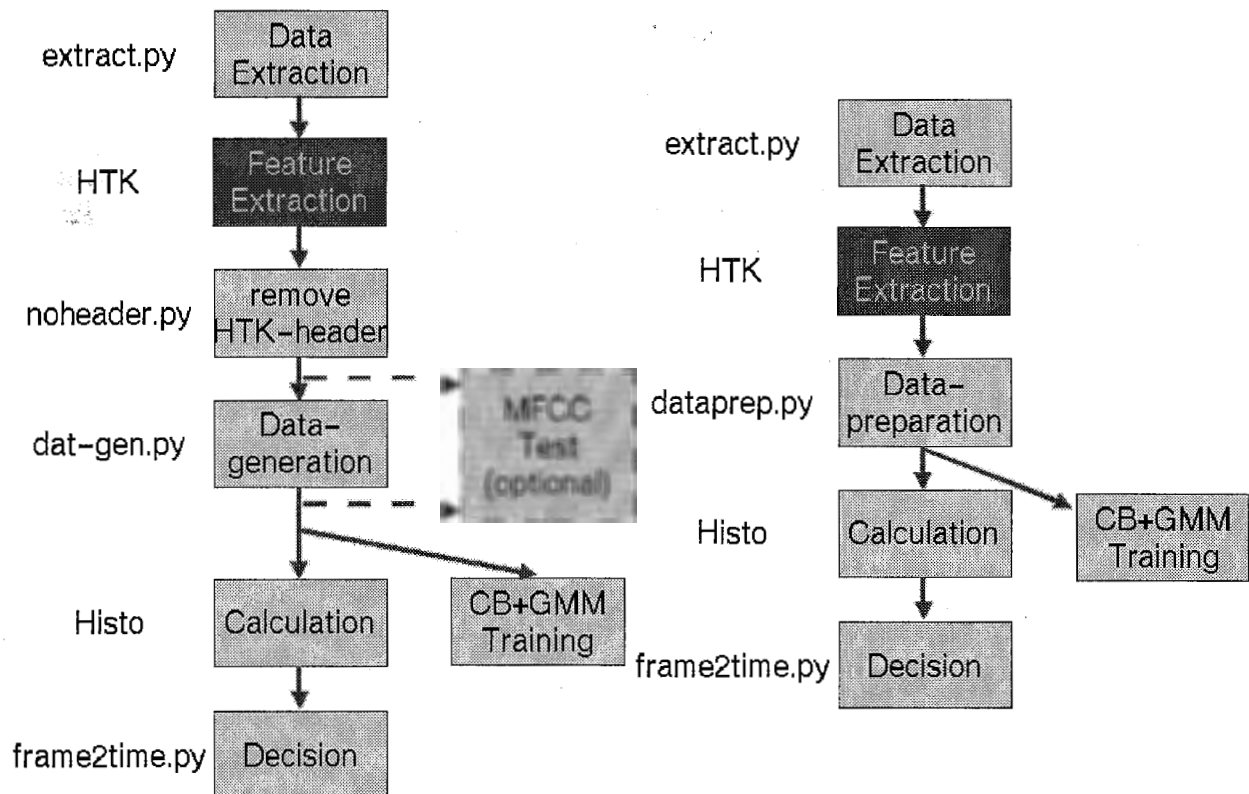 extract.py
Data
Extraction
HTK
Feature
Extraction
noheader.py
remove
HTK-header
dat-gen.py
Data-
generation
MFCC
Test
(optional)
Histo
Calculation
CB+GMM
Training
frame2time.py
Decision
extract.py
Data
Extraction
HTK
Feature
Extraction
dataprep.py
Data-
preparation
Histo
Calculation
CB+GMM
Training
frame2time.py
Decision